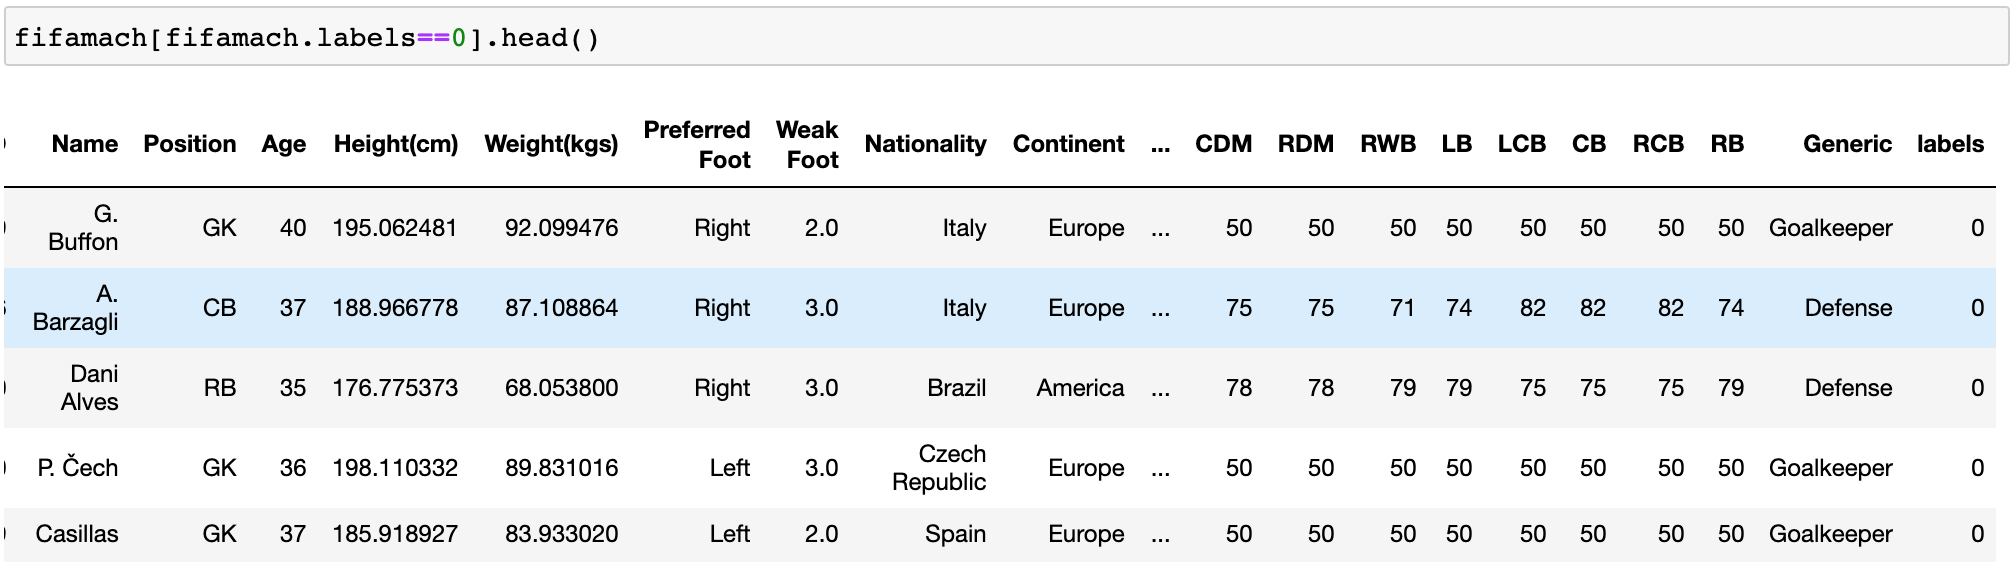 fifamach[fifamach.labels==0].head()
Name Position Age Height(cm) Weight(kgs) Preferred Foot Weak Foot Nationality Continent ... CDM RDM RWB LB LCB CB RCB RB Generic labels
G. Buffon GK 40 195.062481 92.099476 Right 2.0 Italy Europe ... 50 50 50 50 50 50 50 50 Goalkeeper 0
A. Barzagli CB 37 188.966778 87.108864 Right 3.0 Italy Europe ... 75 75 71 74 82 82 82 74 Defense 0
Dani Alves RB 35 176.775373 68.053800 Right 3.0 Brazil America ... 78 78 79 79 75 75 75 79 Defense 0
P. Čech GK 36 198.110332 89.831016 Left 3.0 Czech Republic Europe ... 50 50 50 50 50 50 50 50 Goalkeeper 0
Casillas GK 37 185.918927 83.933020 Left 2.0 Spain Europe ... 50 50 50 50 50 50 50 50 Goalkeeper 0